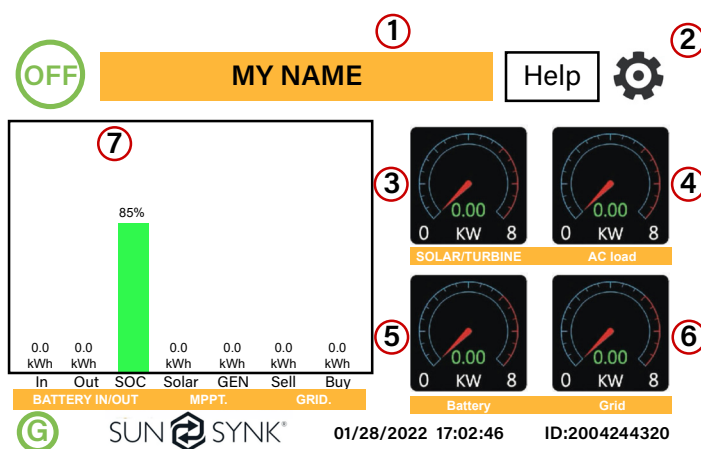 1
2
OFF
MY NAME
Help
7
85%
0.0 0.0 0.0 0.0 0.0 0.0
kWh kWh kWh kWh kWh kWh
In Out SOC Solar GEN Sell Buy
BATTERY IN/OUT MPPT. GRID.
3
0.00
0 KW 8
SOLAR/TURBINE
4
0.00
0 KW 8
AC load
5
0.00
0 KW 8
Battery
6
0.00
0 KW 8
Grid
G
SUN SYNK®
01/28/2022 17:02:46 ID:2004244320